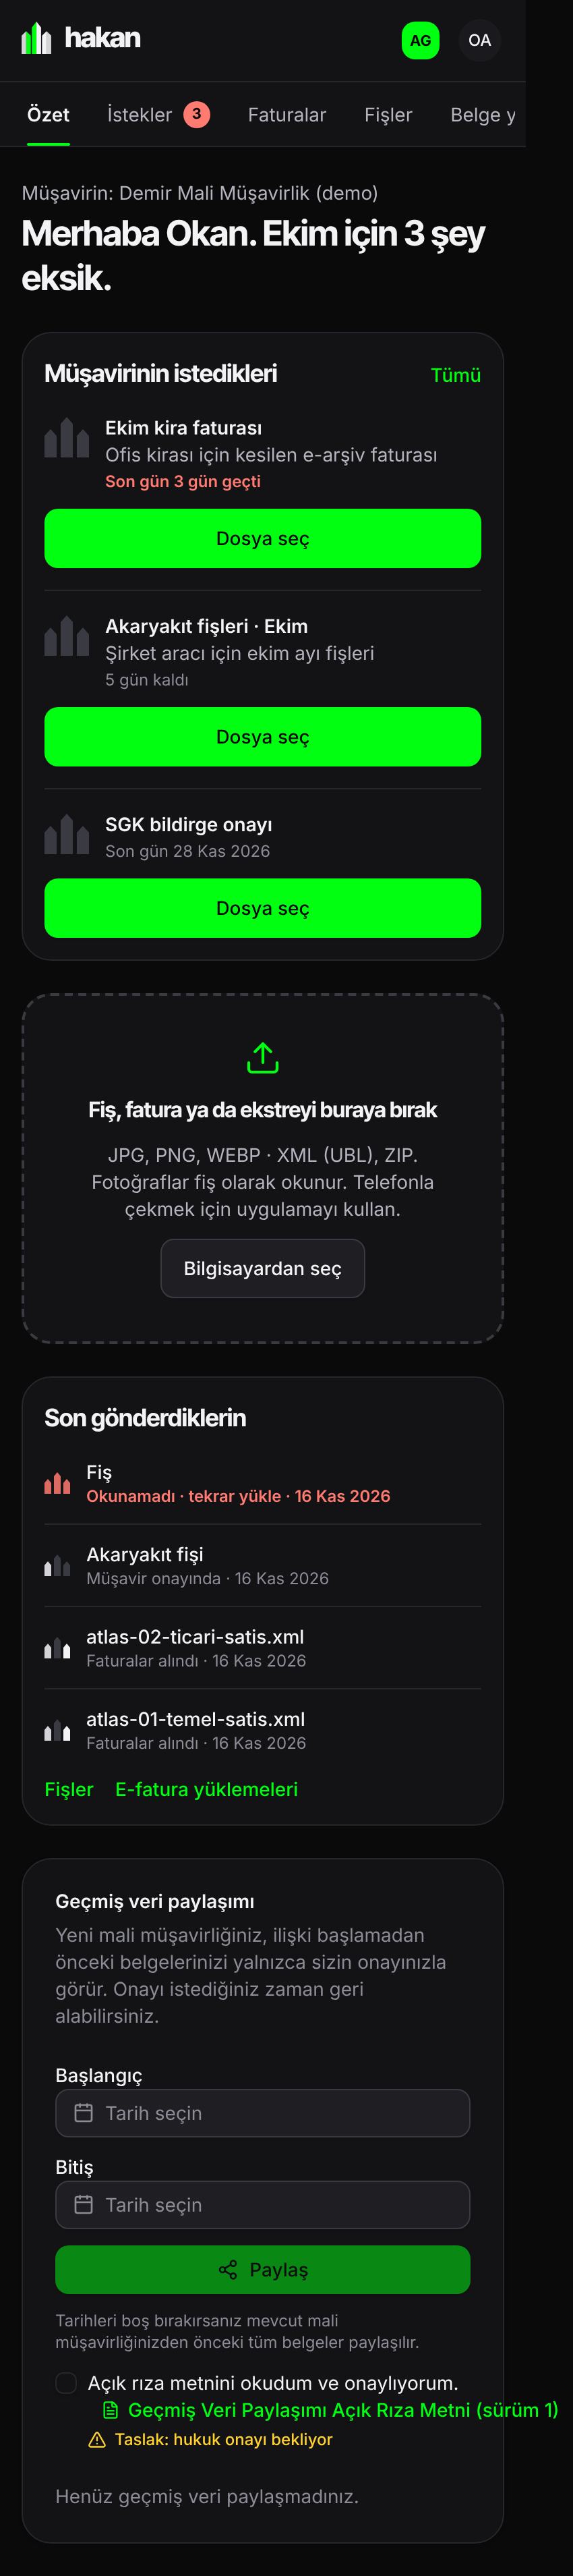 hakan
AG
OA
Özet
İstekler 3
Faturalar
Fişler
Belge y
Müşavirin: Demir Mali Müşavirlik (demo)
Merhaba Okan. Ekim için 3 şey
eksik.
Müşavirinin istedikleri
Tümü
Ekim kira faturası
Ofis kirası için kesilen e-arşiv faturası
Son gün 3 gün geçti
Dosya seç
Akaryakıt fişleri · Ekim
Şirket aracı için ekim ayı fişleri
5 gün kaldı
Dosya seç
SGK bildirge onayı
Son gün 28 Kas 2026
Dosya seç
Fiş, fatura ya da ekstreyi buraya bırak
JPG, PNG, WEBP · XML (UBL), ZIP.
Fotoğraflar fiş olarak okunur. Telefonla
çekmek için uygulamayı kullan.
Bilgisayardan seç
Son gönderdiklerin
Fiş
Okunamadı · tekrar yükle · 16 Kas 2026
Akaryakıt fişi
Müşavir onayında · 16 Kas 2026
atlas-02-ticari-satis.xml
Faturalar alındı · 16 Kas 2026
atlas-01-temel-satis.xml
Faturalar alındı · 16 Kas 2026
Fişler
E-fatura yüklemeleri
Geçmiş veri paylaşımı
Yeni mali müşavirliğiniz, ilişki başlamadan
önceki belgelerinizi yalnızca sizin onayınızla
görür. Onayı istediğiniz zaman geri
alabilirsiniz.
Başlangıç
Tarih seçin
Bitiş
Tarih seçin
Paylaş
Tarihleri boş bırakırsanız mevcut mali
müşavirliğinizden önceki tüm belgeler paylaşılır.
Açık rıza metnini okudum ve onaylıyorum.
Geçmiş Veri Paylaşımı Açık Rıza Metni (sürüm 1)
Taslak: hukuk onayı bekliyor
Henüz geçmiş veri paylaşmadınız.